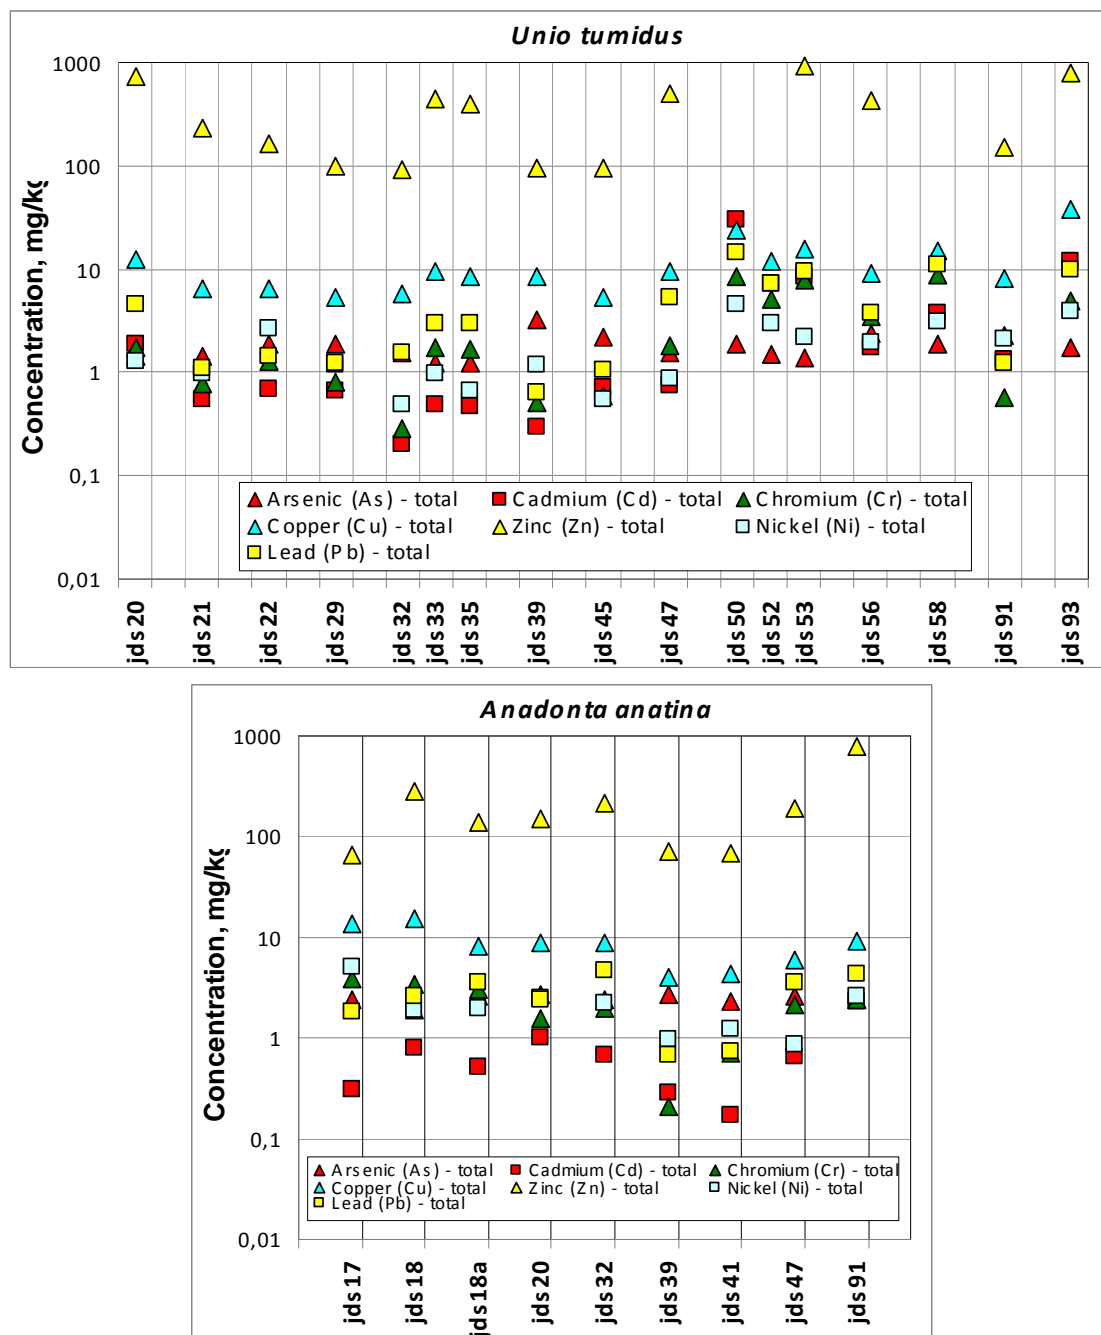 Unio tumidus
Concentration, mg/kg
1000
100
10
1
0,1
0,01
Arsenic (As) - total Cadmium (Cd) - total Chromium (Cr) - total
Copper (Cu) - total Zinc (Zn) - total Nickel (Ni) - total
Lead (Pb) - total
jds20 jds21 jds22 jds29 jds32 jds33 jds35 jds39 jds45 jds47 jds50 jds52 jds53 jds56 jds58 jds91 jds93
Anadonta anatina
Concentration, mg/kg
1000
100
10
1
0,1
0,01
Arsenic (As) - total Cadmium (Cd) - total Chromium (Cr) - total
Copper (Cu) - total Zinc (Zn) - total Nickel (Ni) - total
Lead (Pb) - total
jds17 jds18 jds18a jds20 jds32 jds39 jds41 jds47 jds91